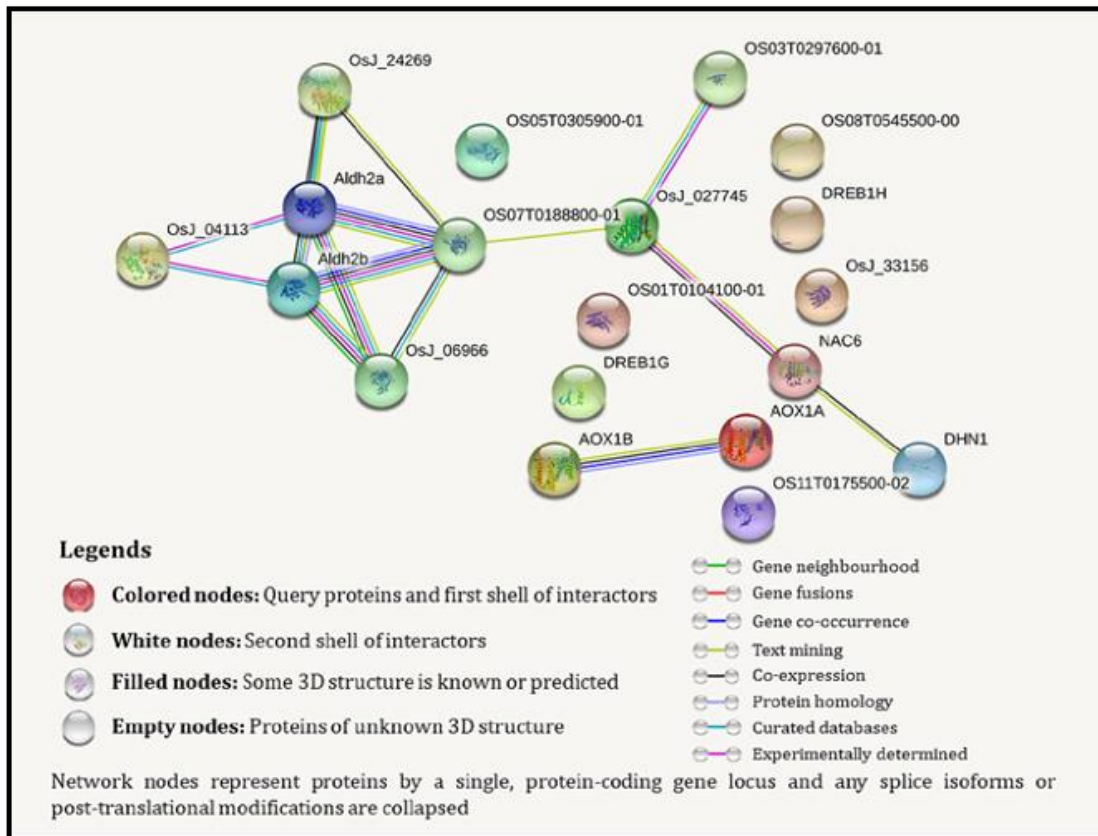 OS03T0297600-01
OsJ_24269
OS05T0305900-01
OS08T0545500-00
Aldh2a
OsJ_027745
DREB1H
OS07T0188800-01
OsJ_04113
Aldh2b
OsJ_33156
OS01T0104100-01
NAC6
OsJ_06966
DREB1G
AOX1A
AOX1B
DHN1
OS11T0175500-02
Legends
Colored nodes: Query proteins and first shell of interactors
White nodes: Second shell of interactors
Filled nodes: Some 3D structure is known or predicted
Empty nodes: Proteins of unknown 3D structure
Gene neighbourhood
Gene fusions
Gene co-occurrence
Text mining
Co-expression
Protein homology
Curated databases
Experimentally determined
Network nodes represent proteins by a single, protein-coding gene locus and any splice isoforms or
post-translational modifications are collapsed